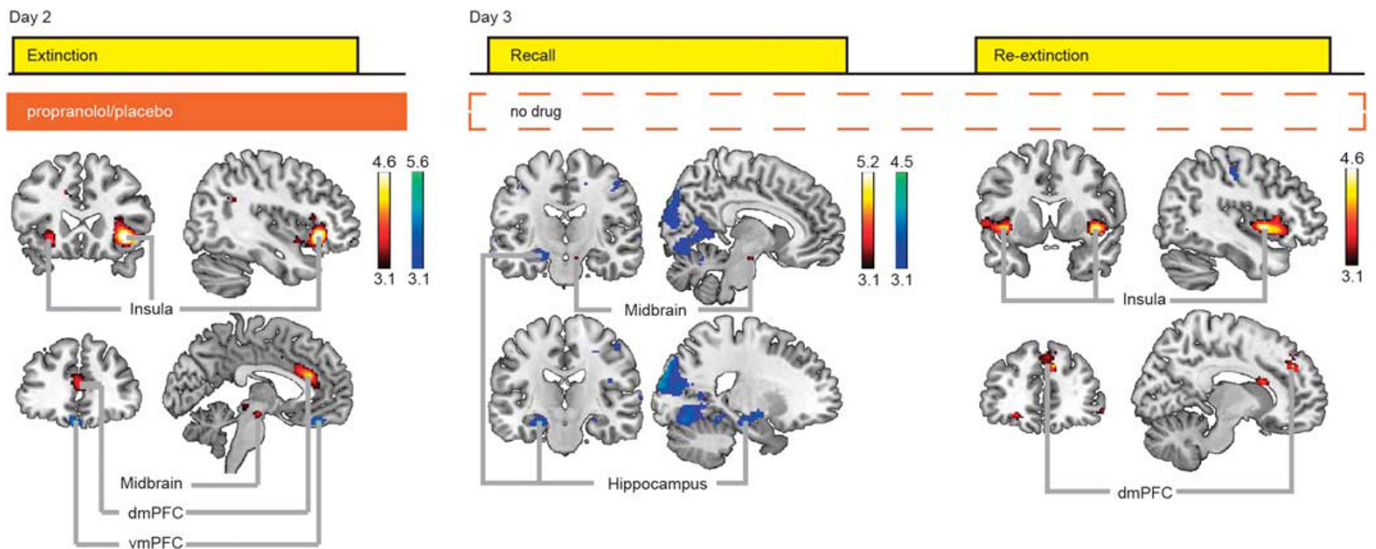 Day 2
Day 3
Extinction
Recall
Re-extinction
propranolol/placebo
no drug
4.6 5.6
3.1 3.1
5.2 4.5
3.1 3.1
4.6
3.1
Insula
Midbrain
Insula
Midbrain
dmPFC
vmPFC
Hippocampus
dmPFC